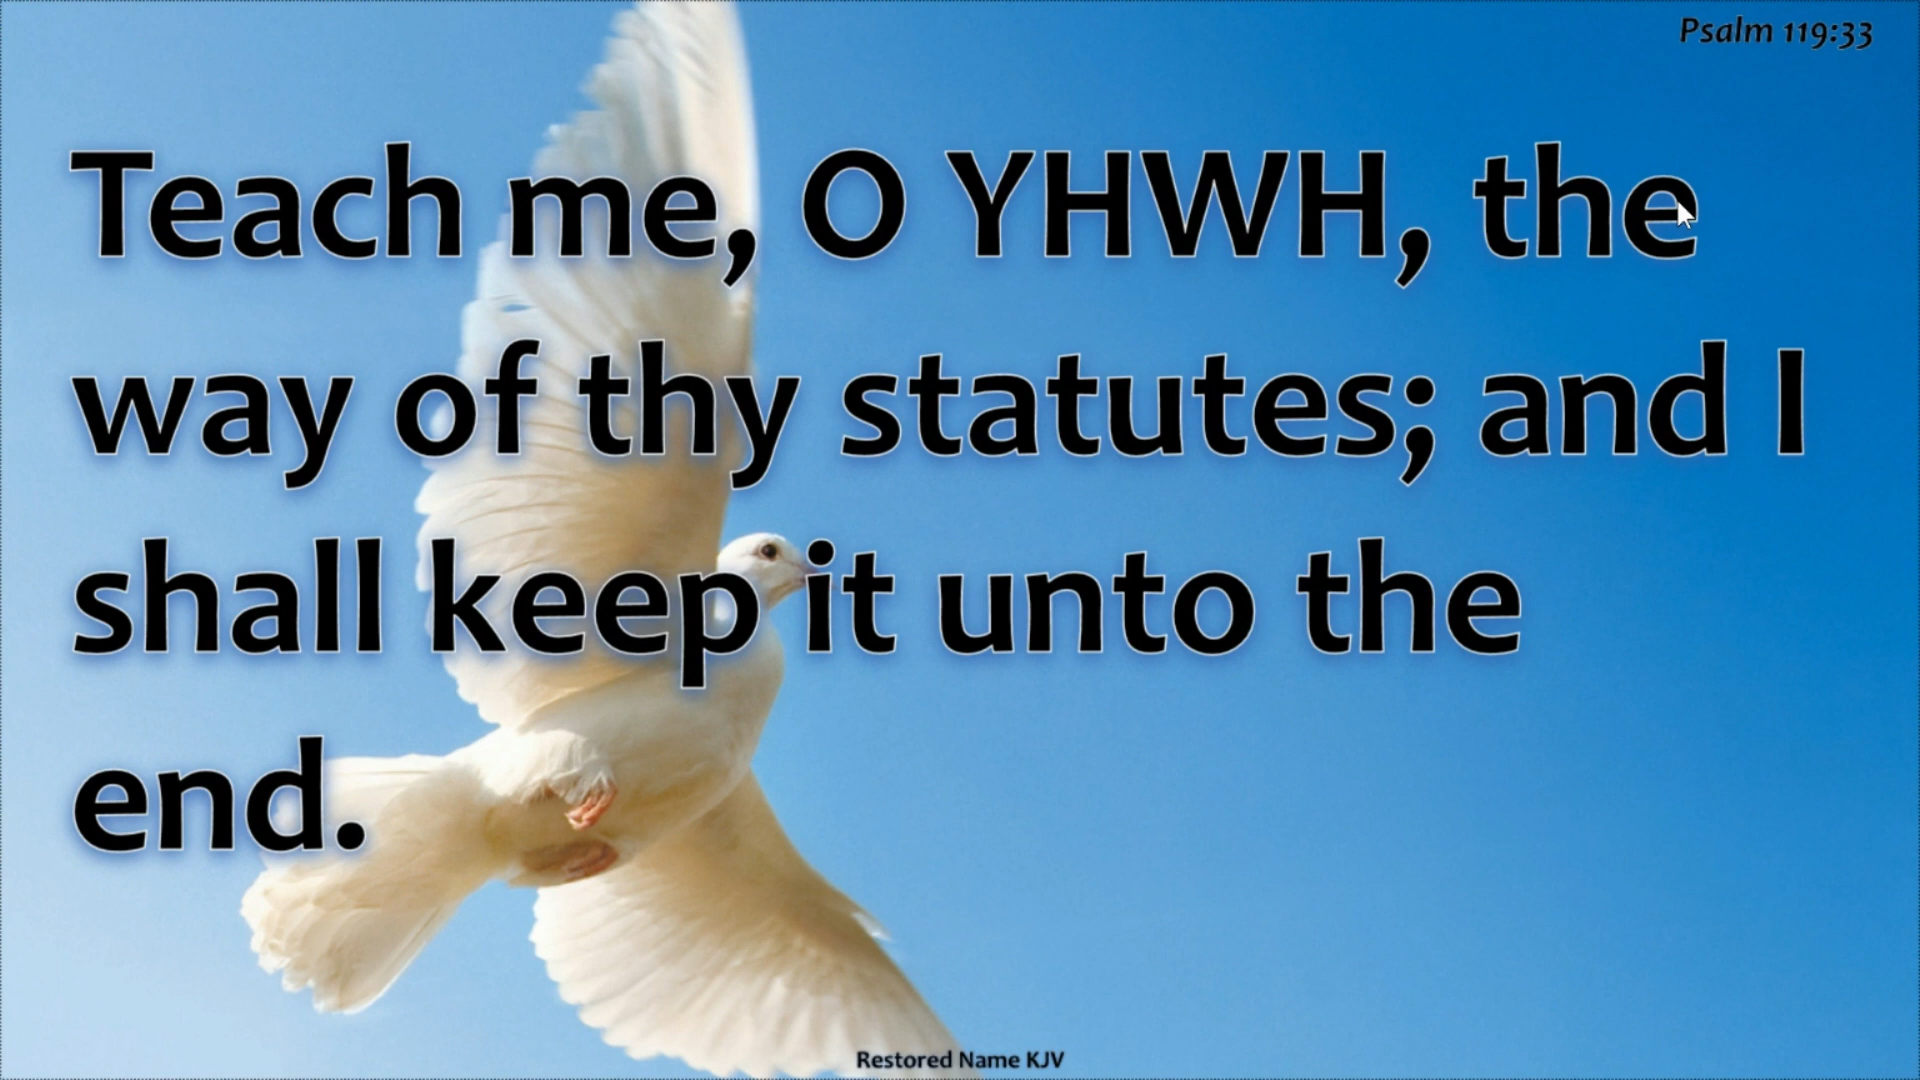 Psalm 119:33
Teach me, O YHWH, the
way of thy statutes; and I
shall keep it unto the
end.
Restored Name KJV